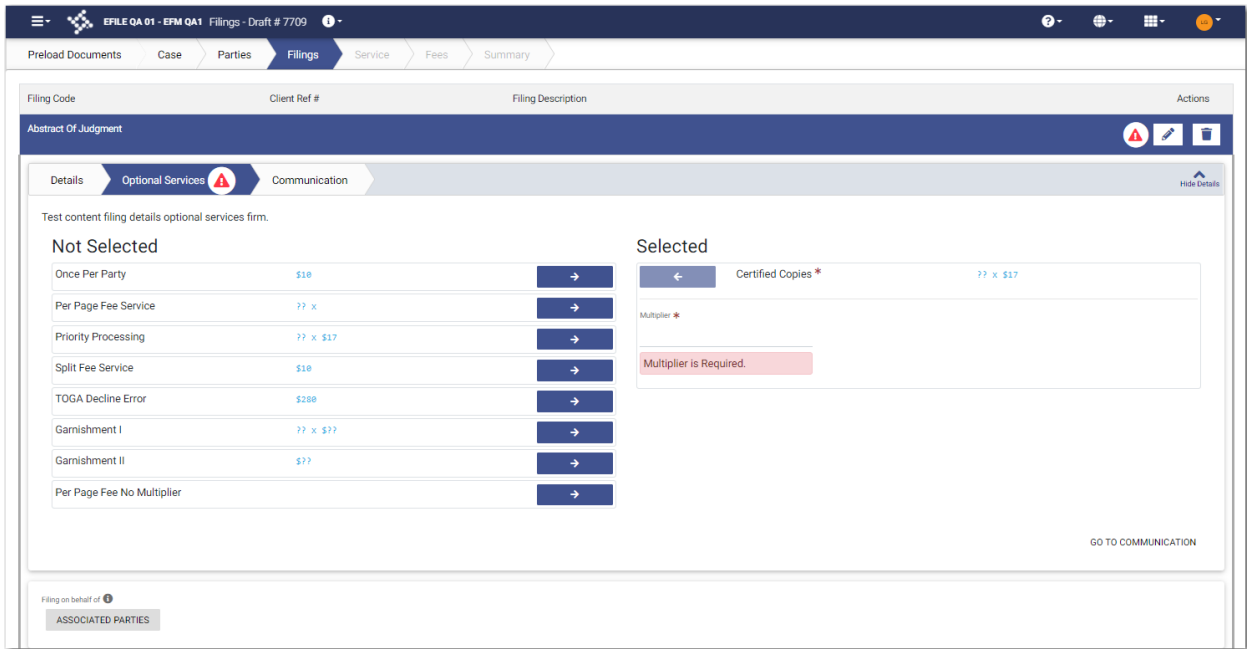 EFILE QA 01 - EFM QA1 Filings - Draft # 7709
LG
Preload Documents Case Parties Filings Service Fees Summary
Filing Code Client Ref # Filing Description Actions
Abstract Of Judgment
Details Optional Services Communication
Hide Details
Test content filing details optional services firm.
Not Selected
Once Per Party $10
Per Page Fee Service ?? x
Priority Processing ?? x $17
Split Fee Service $10
TOGA Decline Error $280
Garnishment I ?? x $??
Garnishment II $??
Per Page Fee No Multiplier
Selected
Certified Copies * ?? x $17
Multiplier *
Multiplier is Required.
GO TO COMMUNICATION
Filing on behalf of
ASSOCIATED PARTIES